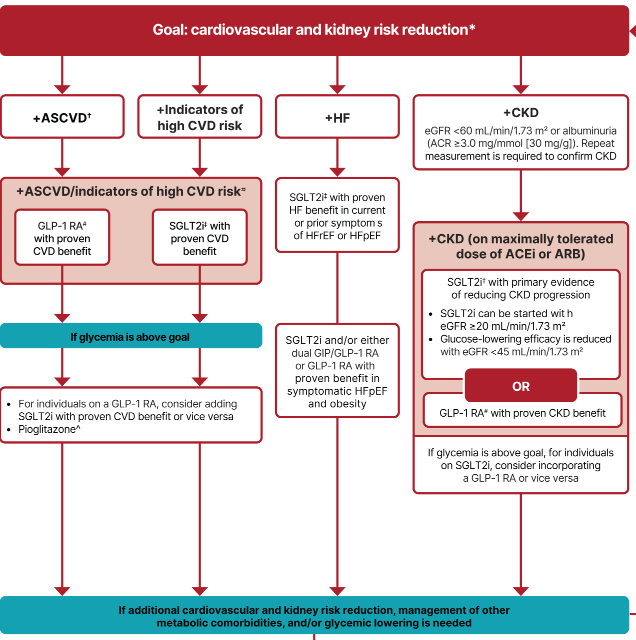 Goal: cardiovascular and kidney risk reduction*
+ASCVD†
+Indicators of
high CVD risk
+HF
+CKD
eGFR <60 mL/min/1.73 m² or albuminuria
(ACR ≥3.0 mg/mmol [30 mg/g]). Repeat
measurement is required to confirm CKD
+ASCVD/indicators of high CVD risk¤
GLP-1 RA#
with proven
CVD benefit
SGLT2i‡ with
proven CVD
benefit
SGLT2i‡ with proven
HF benefit in current
or prior symptom s
of HFrEF or HFpEF
+CKD (on maximally tolerated
dose of ACEi or ARB)
SGLT2i† with primary evidence
of reducing CKD progression
• SGLT2i can be started wit h
eGFR ≥20 mL/min/1.73 m²
• Glucose-lowering efficacy is reduced
with eGFR <45 mL/min/1.73 m²
OR
GLP-1 RA# with proven CKD benefit
If glycemia is above goal, for individuals
on SGLT2i, consider incorporating
a GLP-1 RA or vice versa
If glycemia is above goal
SGLT2i and/or either
dual GIP/GLP-1 RA
or GLP-1 RA with
proven benefit in
symptomatic HFpEF
and obesity
• For individuals on a GLP-1 RA, consider adding
SGLT2i with proven CVD benefit or vice versa
• Pioglitazone^
If additional cardiovascular and kidney risk reduction, management of other
metabolic comorbidities, and/or glycemic lowering is needed